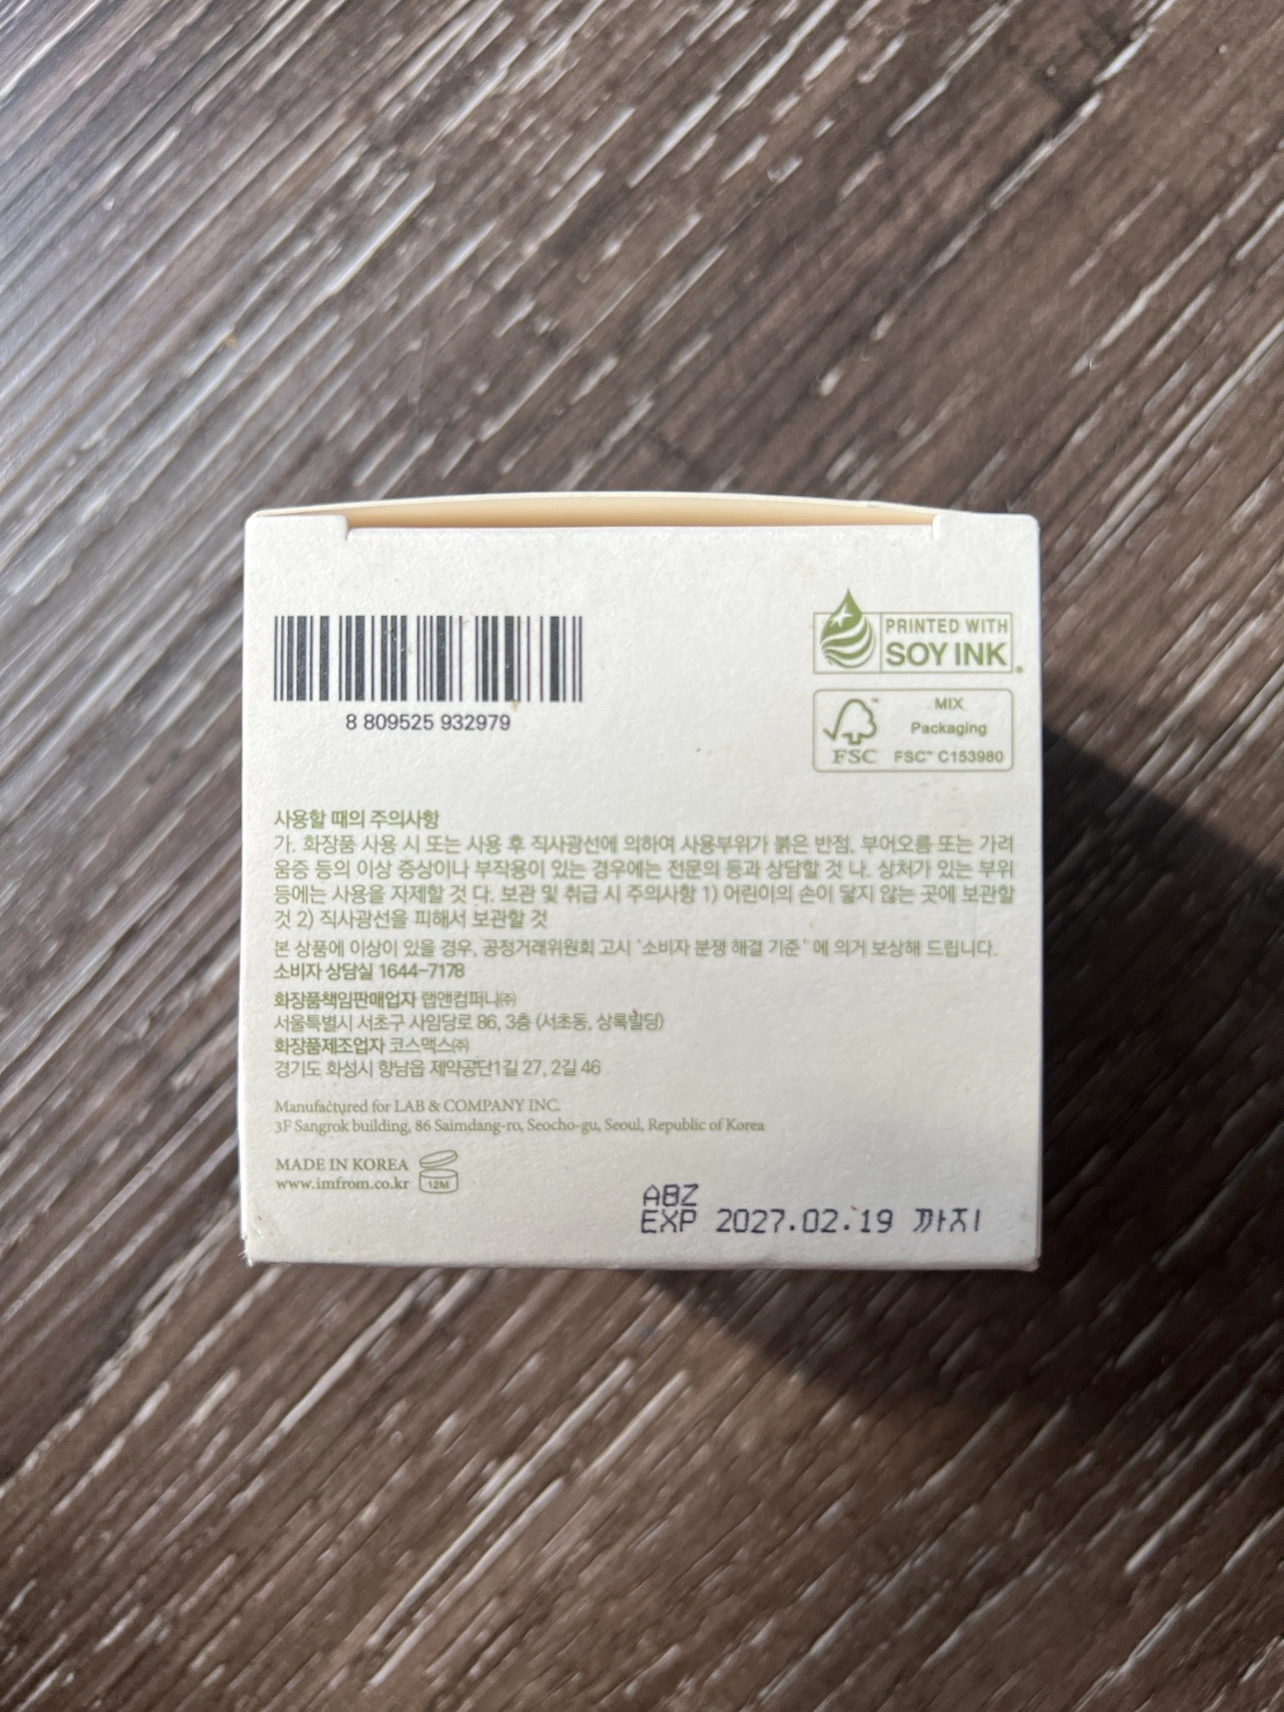 8 809525 932979
PRINTED WITH
SOY INK
MIX
Packaging
FSC™ C153980
FSC
사용할 때의 주의사항
가. 화장품 사용 시 또는 사용 후 직사광선에 의하여 사용부위가 붉은 반점, 부어오름 또는 가려
움증 등의 이상 증상이나 부작용이 있는 경우에는 전문의 등과 상담할 것 나. 상처가 있는 부위
등에는 사용을 자제할 것 다. 보관 및 취급 시 주의사항 1) 어린이의 손이 닿지 않는 곳에 보관할
것 2) 직사광선을 피해서 보관할 것
본 상품에 이상이 있을 경우, 공정거래위원회 고시 '소비자 분쟁 해결 기준'에 의거 보상해 드립니다.
소비자 상담실 1644-7178
화장품책임판매업자 랩앤컴퍼니㈜
서울특별시 서초구 사임당로 86, 3층 (서초동, 상록빌딩)
화장품제조업자 코스맥스㈜
경기도 화성시 향남읍 제약공단1길 27, 2길 46
Manufactured for LAB & COMPANY INC.
3F Sangrok building, 86 Saimdang-ro, Seocho-gu, Seoul, Republic of Korea
MADE IN KOREA
www.imfrom.co.kr
12M
ABZ
EXP 2027.02.19 까지